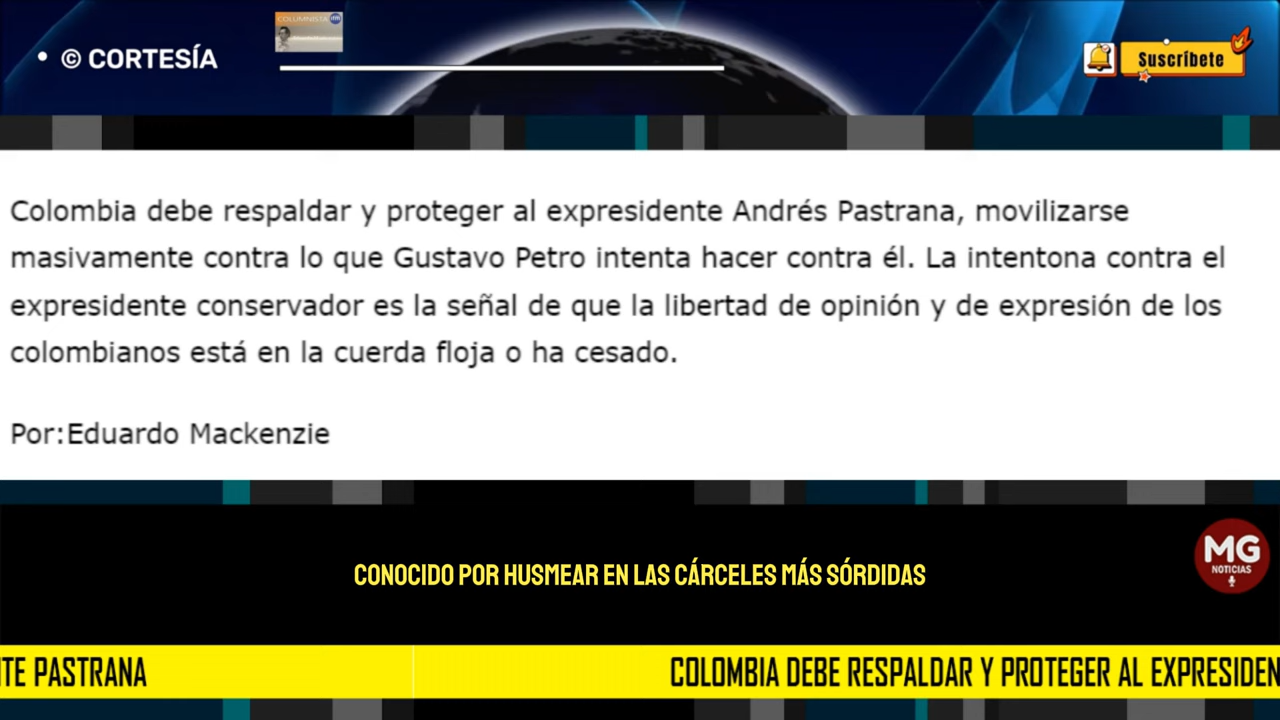 COLUMNISTA
• © CORTESÍA
Suscríbete
Colombia debe respaldar y proteger al expresidente Andrés Pastrana, movilizarse
masivamente contra lo que Gustavo Petro intenta hacer contra él. La intentona contra el
expresidente conservador es la señal de que la libertad de opinión y de expresión de los
colombianos está en la cuerda floja o ha cesado.
Por:Eduardo Mackenzie
CONOCIDO POR HUSMEAR EN LAS CÁRCELES MÁS SÓRDIDAS
MG
NOTICIAS
TE PASTRANA
COLOMBIA DEBE RESPALDAR Y PROTEGER AL EXPRESIDEN